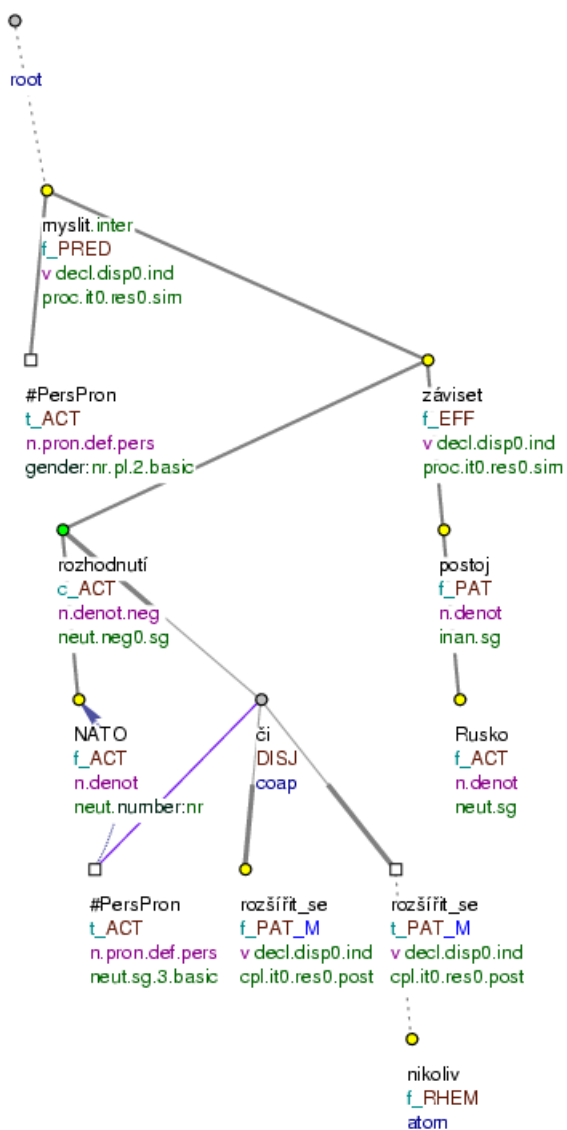 root
myslit.inter
f_PRED
v decl.disp0.ind
proc.it0.res0.sim
#PersPron
t_ACT
n.pron.def.pers
gender:nr.pl.2.basic
záviset
f_EFF
v decl.disp0.ind
proc.it0.res0.sim
rozhodnutí
c_ACT
n.denot.neg
neut.neg0.sg
postoj
f_PAT
n.denot
inan.sg
NATO
f_ACT
n.denot
neut.number:nr
či
DISJ
coap
Rusko
f_ACT
n.denot
neut.sg
#PersPron
t_ACT
n.pron.def.pers
neut.sg.3.basic
rozšířit_se
f_PAT_M
v decl.disp0.ind
cpl.it0.res0.post
rozšířit_se
t_PAT_M
v decl.disp0.ind
cpl.it0.res0.post
nikoliv
f_RHEM
atom